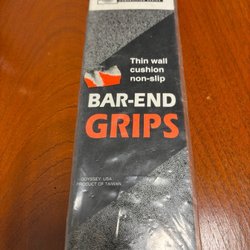 Thin wall
cushion
non-slip
BAR-END
GRIPS
ODYSSEY, USA
PRODUCT OF TAIWAN